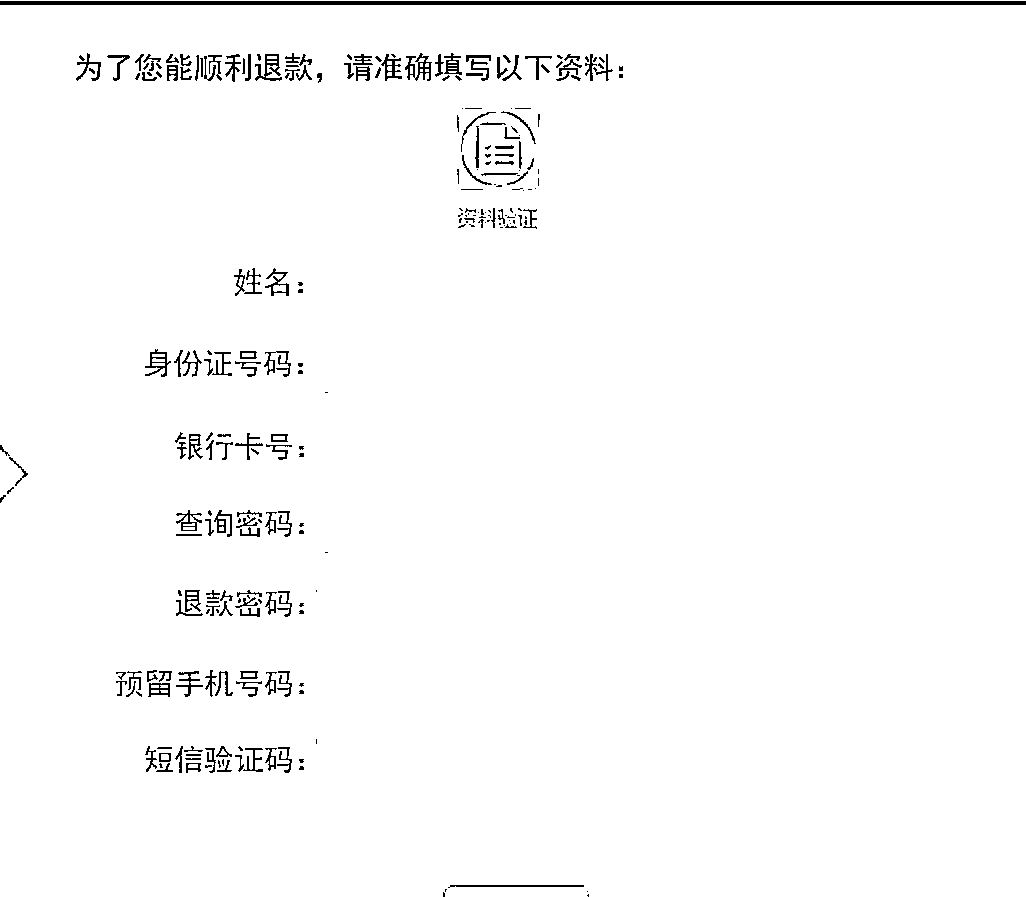 为了您能顺利退款，请准确填写以下资料：
资料验证
姓名：
身份证号码：
银行卡号：
查询密码：
退款密码：
预留手机号码：
短信验证码：